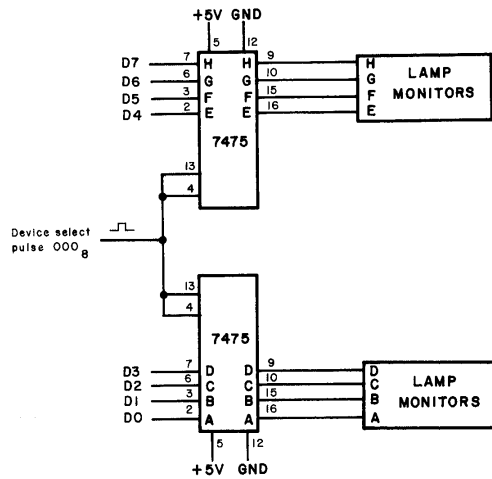 +5V GND
5 12
D7 7 H H 9 H LAMP
D6 6 G G 10 G MONITORS
D5 3 F F 15 F
D4 2 E E 16 E
7475
13
4
Device select
pulse 000 8
13
4
7475
D3 7 D D 9 D LAMP
D2 6 C C 10 C MONITORS
D1 3 B B 15 B
D0 2 A A 16 A
5 12
+5V GND